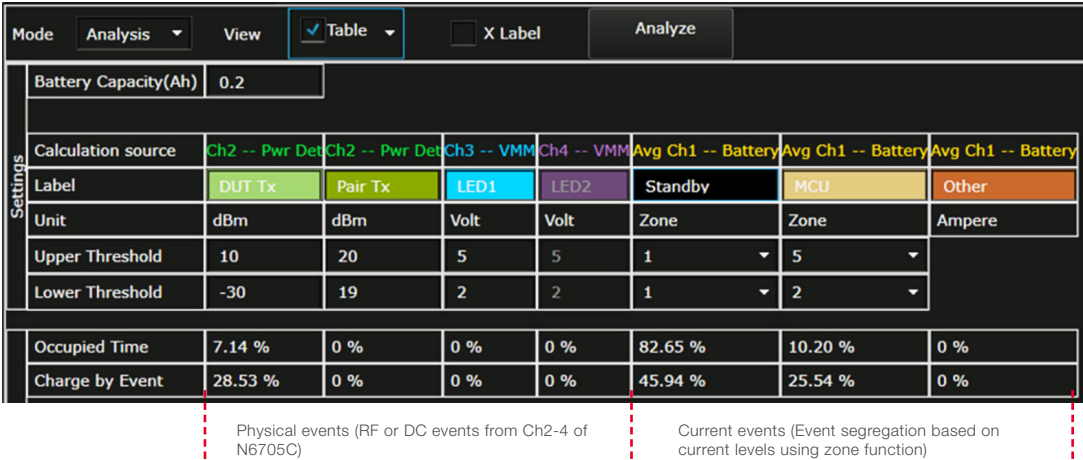 Mode Analysis View Table X Label Analyze
Settings
Battery Capacity(Ah) 0.2
Calculation source Ch2 -- Pwr Det Ch2 -- Pwr Det Ch3 -- VMM Ch4 -- VMM Avg Ch1 -- Battery Avg Ch1 -- Battery Avg Ch1 -- Battery
Label DUT Tx Pair Tx LED1 LED2 Standby MCU Other
Unit dBm dBm Volt Volt Zone Zone Ampere
Upper Threshold 10 20 5 5 1 5
Lower Threshold -30 19 2 2 1 2
Occupied Time 7.14 % 0 % 0 % 0 % 82.65 % 10.20 % 0 %
Charge by Event 28.53 % 0 % 0 % 0 % 45.94 % 25.54 % 0 %
Physical events (RF or DC events from Ch2-4 of
N6705C)
Current events (Event segregation based on
current levels using zone function)